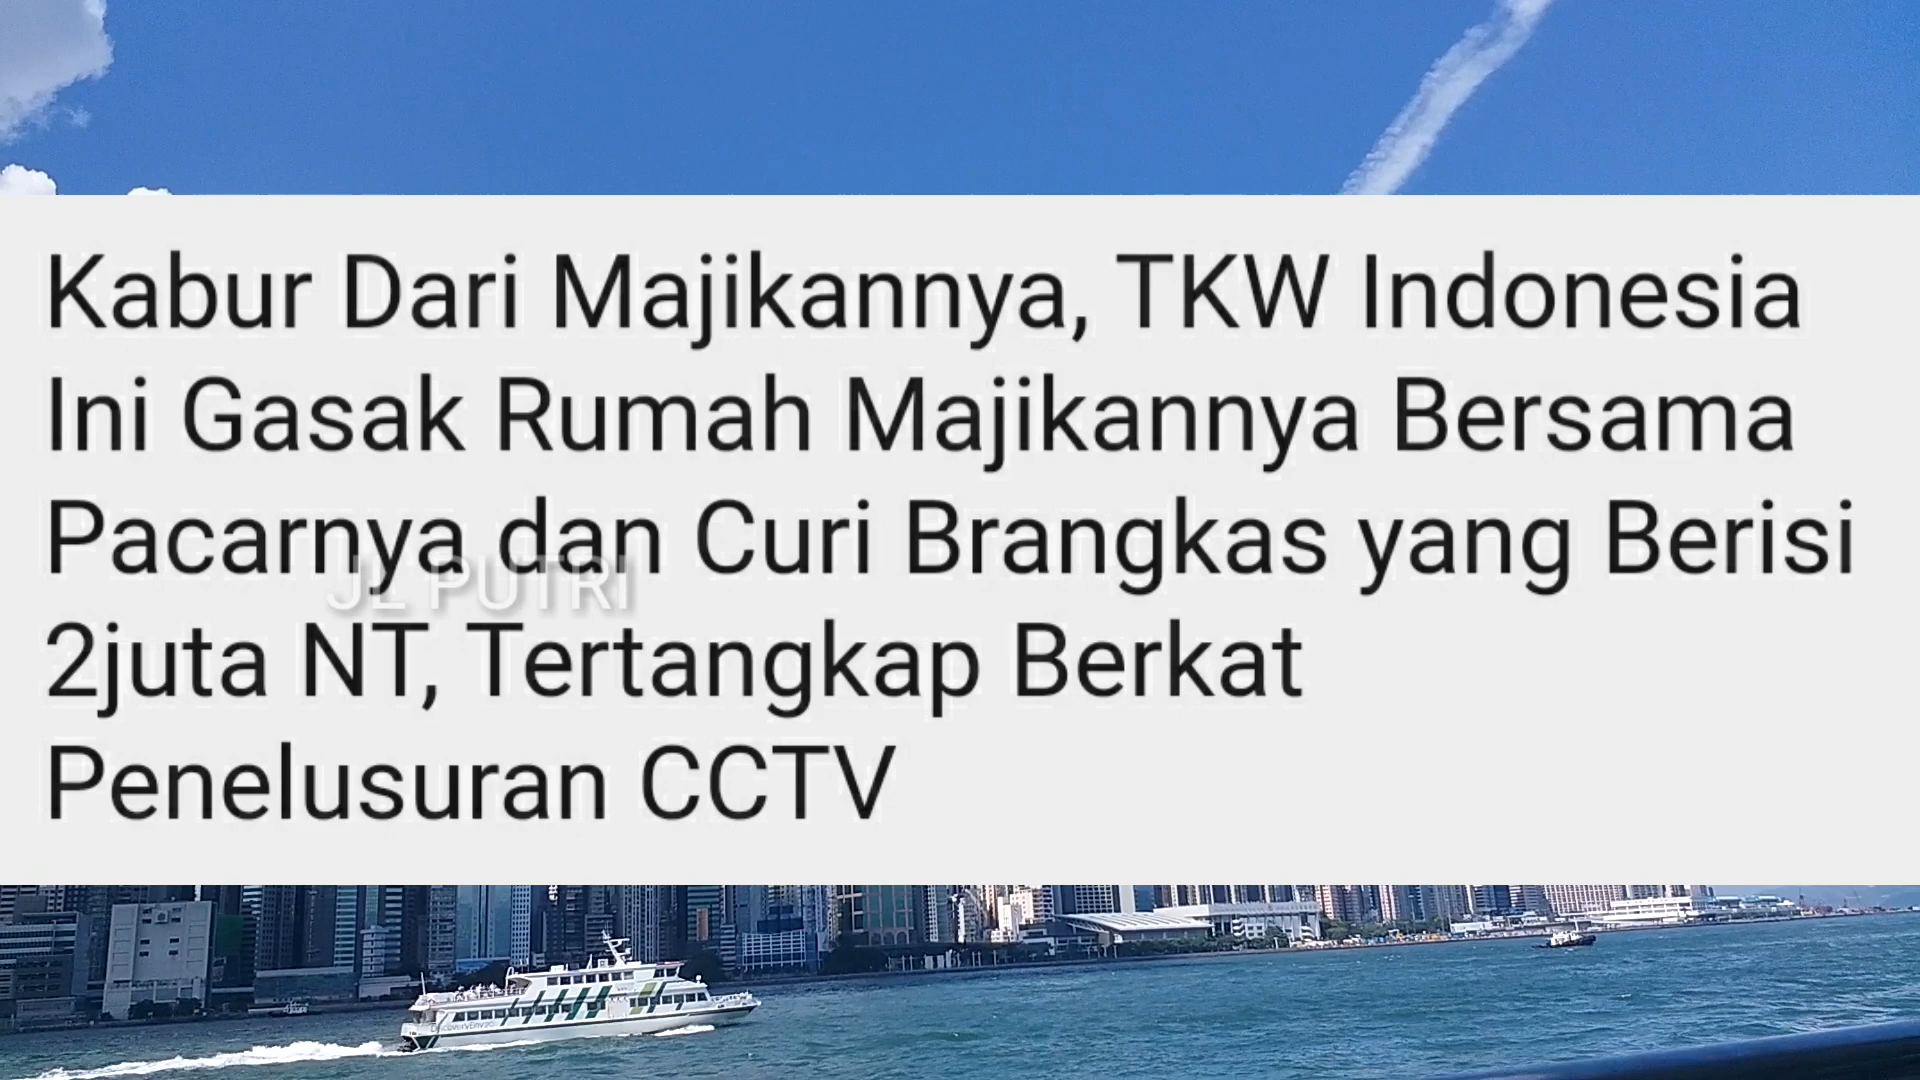 Kabur Dari Majikannya, TKW Indonesia
Ini Gasak Rumah Majikannya Bersama
Pacarnya dan Curi Brangkas yang Berisi
JL PUTRI
2juta NT, Tertangkap Berkat
Penelusuran CCTV